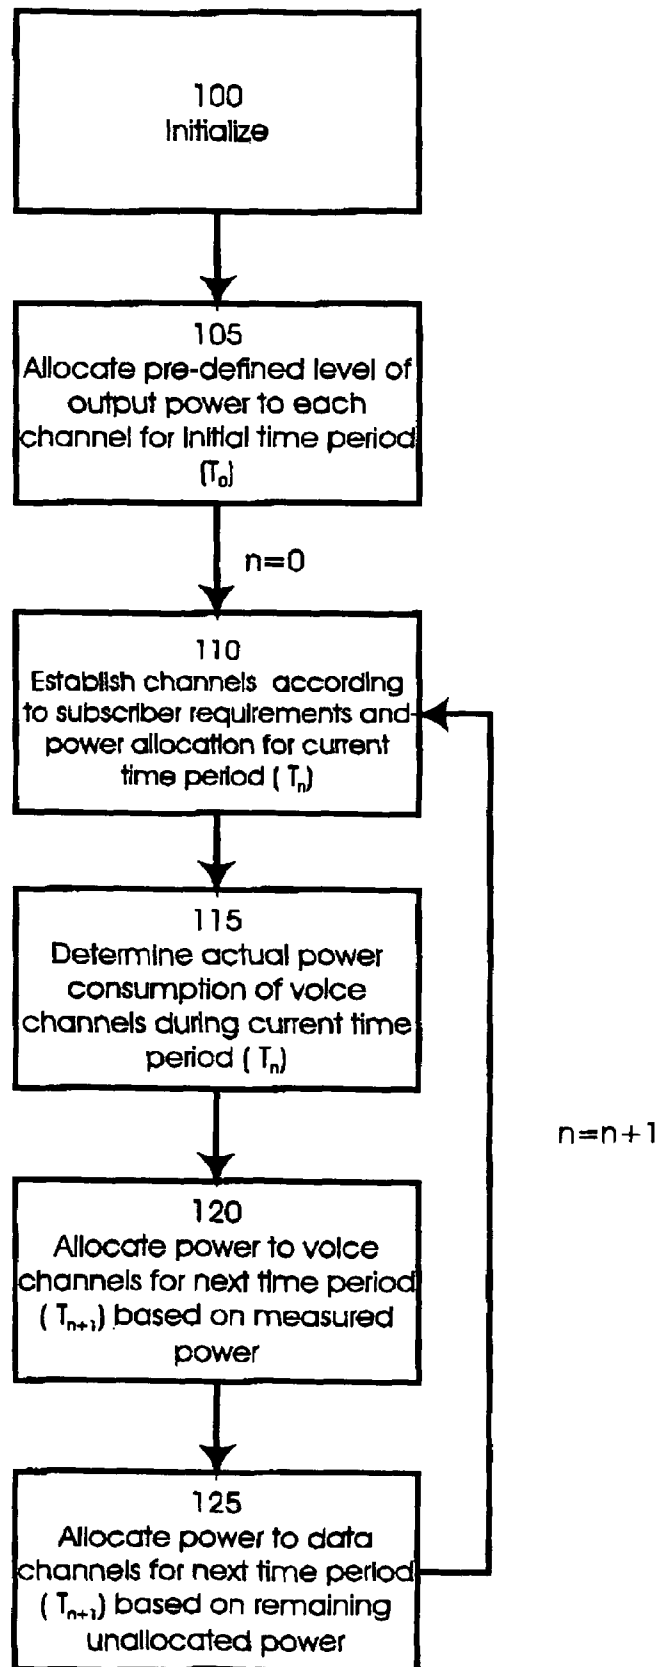 100
Initialize
105
Allocate pre-defined level of
output power to each
channel for initial time period
(T₀)
n=0
110
Establish channels according
to subscriber requirements and
power allocation for current
time period ( Tₙ)
115
Determine actual power
consumption of voice
channels during current time
period ( Tₙ)
n=n+1
120
Allocate power to voice
channels for next time period
( Tₙ₊₁) based on measured
power
125
Allocate power to data
channels for next time period
( Tₙ₊₁) based on remaining
unallocated power